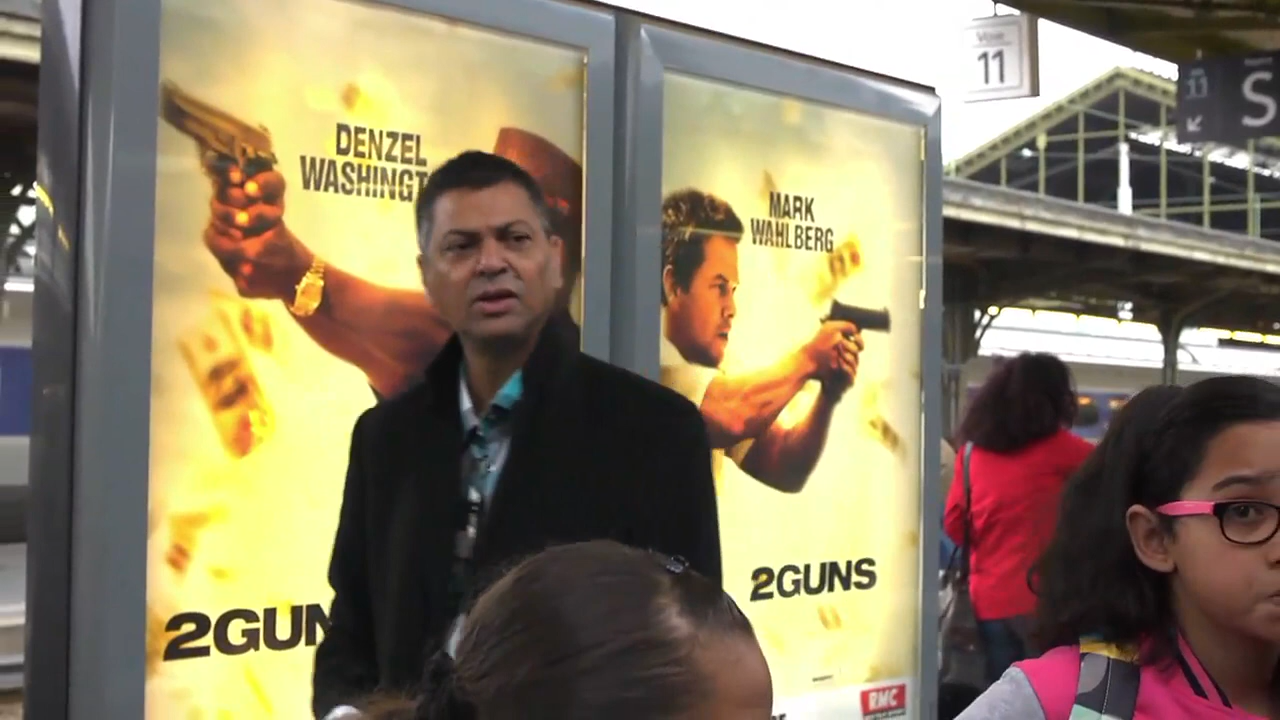 DENZEL
WASHINGT
2GUN
MARK
WAHLBERG
2GUNS
RMC
Voie
11
11
S